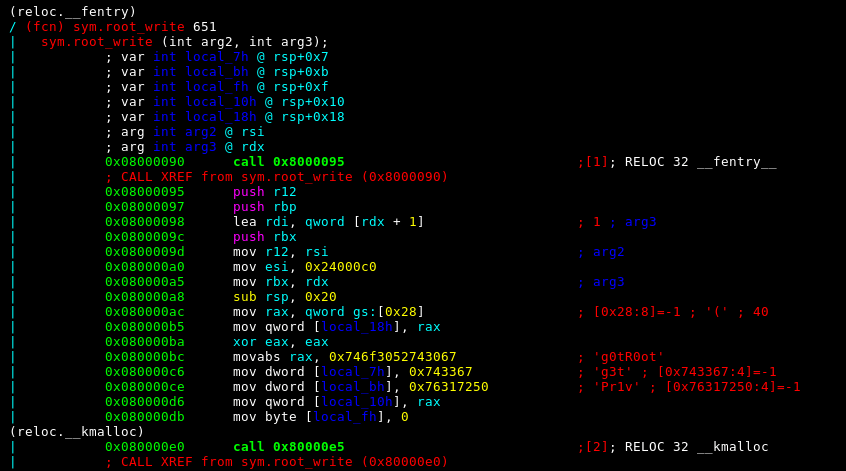 (reloc.__fentry)
/ (fcn) sym.root_write 651
|   sym.root_write (int arg2, int arg3);
|           ; var int local_7h @ rsp+0x7
|           ; var int local_bh @ rsp+0xb
|           ; var int local_fh @ rsp+0xf
|           ; var int local_10h @ rsp+0x10
|           ; var int local_18h @ rsp+0x18
|           ; arg int arg2 @ rsi
|           ; arg int arg3 @ rdx
|           0x08000090      call 0x8000095                             ;[1]; RELOC 32 __fentry__
|           ; CALL XREF from sym.root_write (0x8000090)
|           0x08000095      push r12
|           0x08000097      push rbp
|           0x08000098      lea rdi, qword [rdx + 1]                   ; 1 ; arg3
|           0x0800009c      push rbx
|           0x0800009d      mov r12, rsi                               ; arg2
|           0x080000a0      mov esi, 0x24000c0
|           0x080000a5      mov rbx, rdx                               ; arg3
|           0x080000a8      sub rsp, 0x20
|           0x080000ac      mov rax, qword gs:[0x28]                   ; [0x28:8]=-1 ; '(' ; 40
|           0x080000b5      mov qword [local_18h], rax
|           0x080000ba      xor eax, eax
|           0x080000bc      movabs rax, 0x746f3052743067               ; 'g0tR0ot'
|           0x080000c6      mov dword [local_7h], 0x743367             ; 'g3t' ; [0x743367:4]=-1
|           0x080000ce      mov dword [local_bh], 0x76317250           ; 'Pr1v' ; [0x76317250:4]=-1
|           0x080000d6      mov qword [local_10h], rax
|           0x080000db      mov byte [local_fh], 0
(reloc.__kmalloc)
|           0x080000e0      call 0x80000e5                             ;[2]; RELOC 32 __kmalloc
|           ; CALL XREF from sym.root_write (0x80000e0)